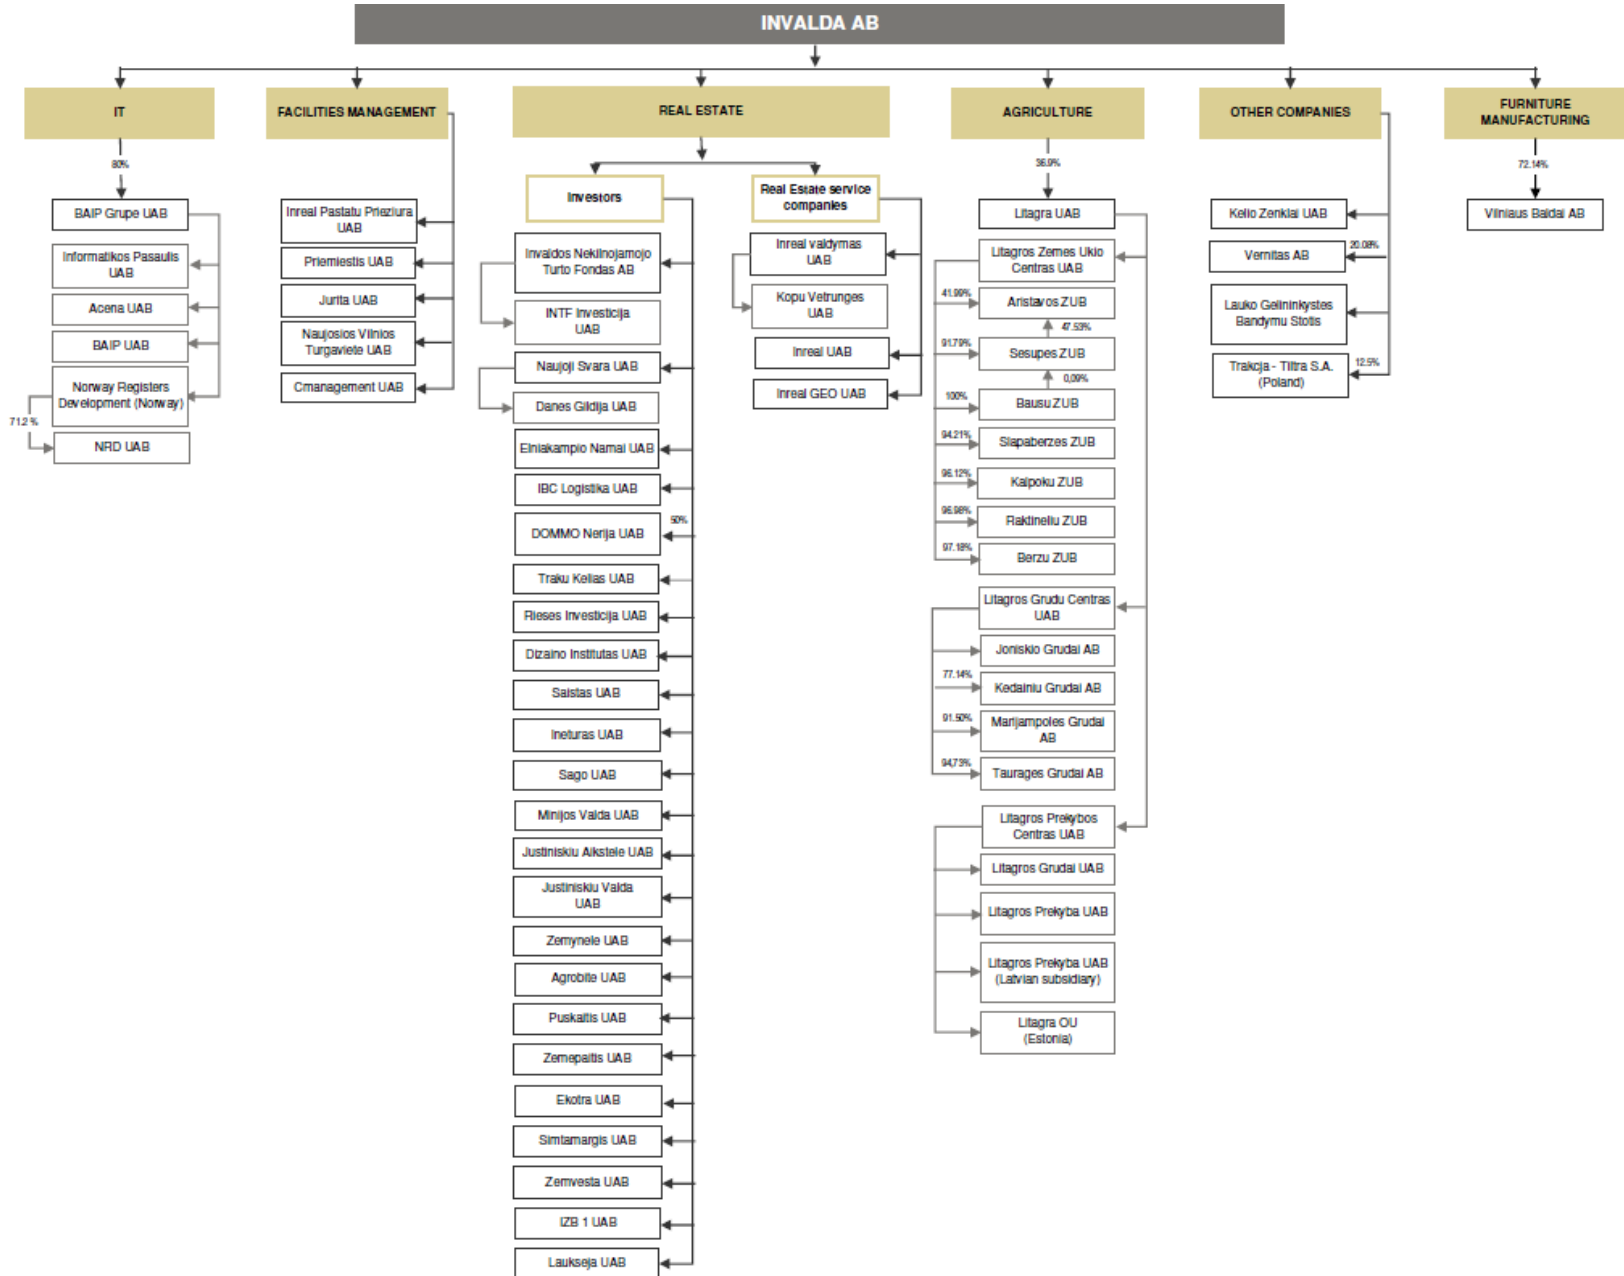 INVALDA AB
IT
FACILITIES MANAGEMENT
REAL ESTATE
AGRICULTURE
OTHER COMPANIES
FURNITURE
MANUFACTURING
80%
BAIP Grupe UAB
Informatikos Pasaulis
UAB
Acena UAB
BAIP UAB
Norway Registers
Development (Norway)
71.2 %
NRD UAB
Inreal Pastatu Prieziura
UAB
Priemiestis UAB
Jurita UAB
Naujosios Vilnios
Turgaviete UAB
Cmanagement UAB
Investors
Invaldos Nekilnojamojo
Turto Fondas AB
INTF Investicija
UAB
Naujoji Svara UAB
Danes Gildija UAB
Elniakampio Namai UAB
IBC Logistika UAB
50%
DOMMO Nerija UAB
Traku Kelias UAB
Rieses Investicija UAB
Dizaino Institutas UAB
Saistas UAB
Ineturas UAB
Sago UAB
Minijos Valda UAB
Justiniskiu Aikstele UAB
Justiniskiu Valda
UAB
Zemynele UAB
Agrobite UAB
Puskaitis UAB
Zemepaitis UAB
Ekotra UAB
Simtamargis UAB
Zemvesta UAB
IZB 1 UAB
Laukseja UAB
Real Estate service
companies
Inreal valdymas
UAB
Kopu Vetrunges
UAB
Inreal UAB
Inreal GEO UAB
36.9%
Litagra UAB
Litagros Zemes Ukio
Centras UAB
41.99%
Aristavos ZUB
47.53%
91.79%
Sesupes ZUB
0,09%
100%
Bausu ZUB
94.21%
Slapaberzes ZUB
96.12%
Kalpoku ZUB
96.98%
Raktineliu ZUB
97.18%
Berzu ZUB
Litagros Grudu Centras
UAB
Joniskio Grudai AB
77.14%
Kedainiu Grudai AB
91.50%
Marijampoles Grudai
AB
94,73%
Taurages Grudai AB
Litagros Prekybos
Centras UAB
Litagros Grudai UAB
Litagros Prekyba UAB
Litagros Prekyba UAB
(Latvian subsidiary)
Litagra OU
(Estonia)
Kelio Zenklai UAB
20.08%
Vernitas AB
Lauko Gelininkystes
Bandymu Stotis
12.5%
Trakcja - Tiltra S.A.
(Poland)
72.14%
Vilniaus Baldai AB